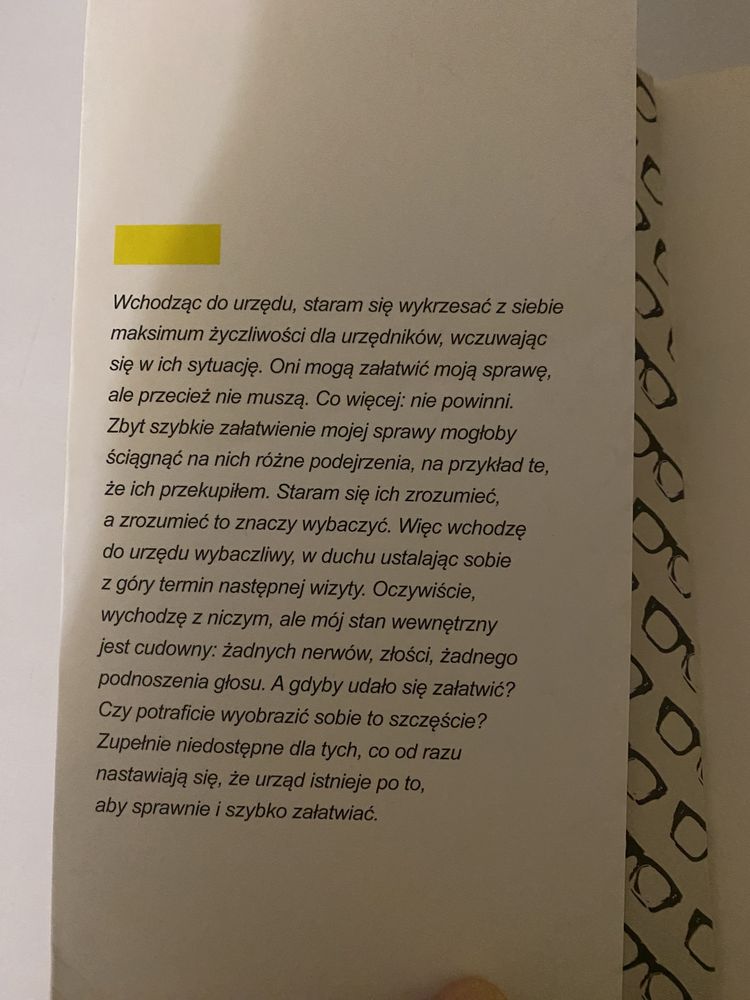 Wchodząc do urzędu, staram się wykrzesać z siebie
maksimum życzliwości dla urzędników, wczuwając
się w ich sytuację. Oni mogą załatwić moją sprawę,
ale przecież nie muszą. Co więcej: nie powinni.
Zbyt szybkie załatwienie mojej sprawy mogłoby
ściągnąć na nich różne podejrzenia, na przykład te,
że ich przekupiłem. Staram się ich zrozumieć,
a zrozumieć to znaczy wybaczyć. Więc wchodzę
do urzędu wybaczliwy, w duchu ustalając sobie
z góry termin następnej wizyty. Oczywiście,
wychodzę z niczym, ale mój stan wewnętrzny
jest cudowny: żadnych nerwów, złości, żadnego
podnoszenia głosu. A gdyby udało się załatwić?
Czy potraficie wyobrazić sobie to szczęście?
Zupełnie niedostępne dla tych, co od razu
nastawiają się, że urząd istnieje po to,
aby sprawnie i szybko załatwiać.